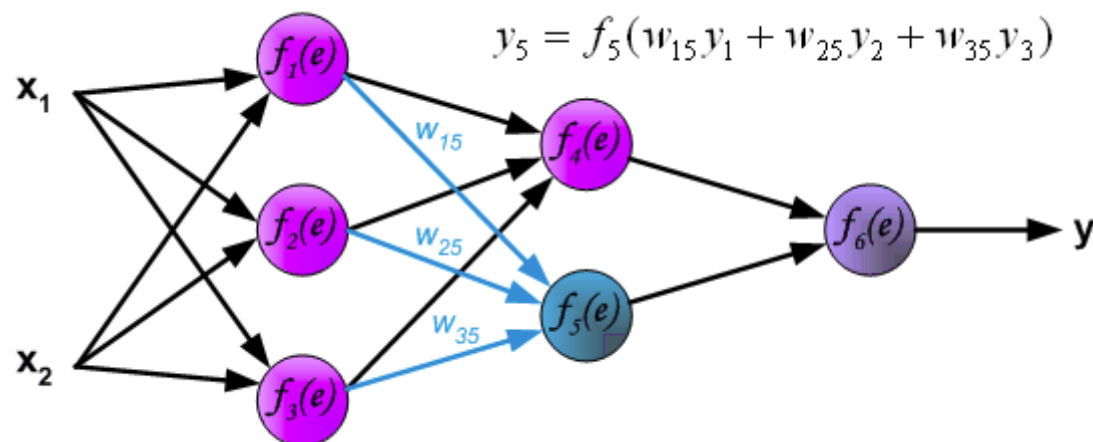 y₅ = f₅(w₁₅y₁ + w₂₅y₂ + w₃₅y₃)
f₁(e)
x₁
w₁₅
f₄(e)
f₂(e)
f₆(e)
y
w₂₅
f₅(e)
w₃₅
x₂
f₃(e)